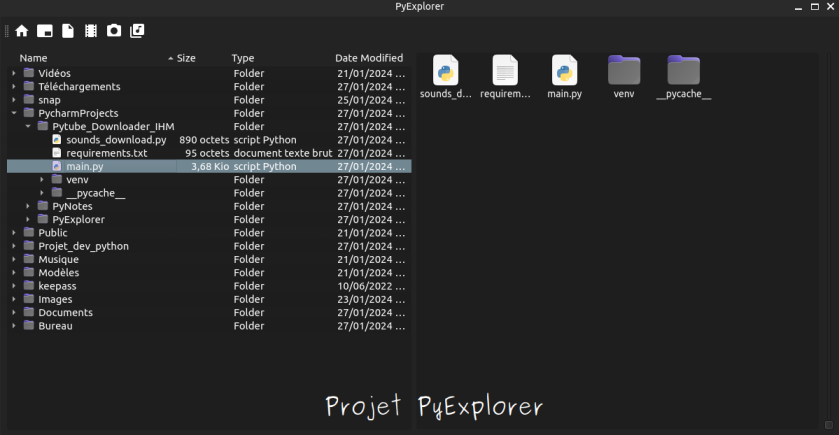 PyExplorer
Name Size Type Date Modified
Vidéos Folder 21/01/2024 ...
Téléchargements Folder 27/01/2024 ...
snap Folder 25/01/2024 ...
PycharmProjects Folder 27/01/2024 ...
Pytube_Downloader_IHM Folder 27/01/2024 ...
sounds_download.py 890 octets script Python 27/01/2024 ...
requirements.txt 95 octets document texte brut 27/01/2024 ...
main.py 3,68 Kio script Python 27/01/2024 ...
venv Folder 27/01/2024 ...
__pycache__ Folder 27/01/2024 ...
PyNotes Folder 27/01/2024 ...
PyExplorer Folder 27/01/2024 ...
Public Folder 21/01/2024 ...
Projet_dev_python Folder 27/01/2024 ...
Musique Folder 21/01/2024 ...
Modèles Folder 21/01/2024 ...
keepass Folder 10/06/2022 ...
Images Folder 23/01/2024 ...
Documents Folder 27/01/2024 ...
Bureau Folder 27/01/2024 ...
sounds_d... requirem... main.py venv __pycache__
Projet PyExplorer